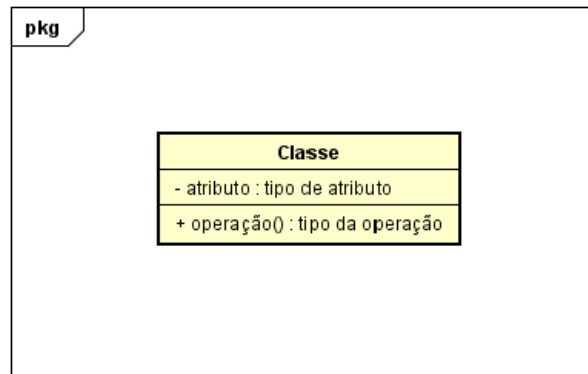 pkg
Classe
- atributo : tipo de atributo
+ operação() : tipo da operação